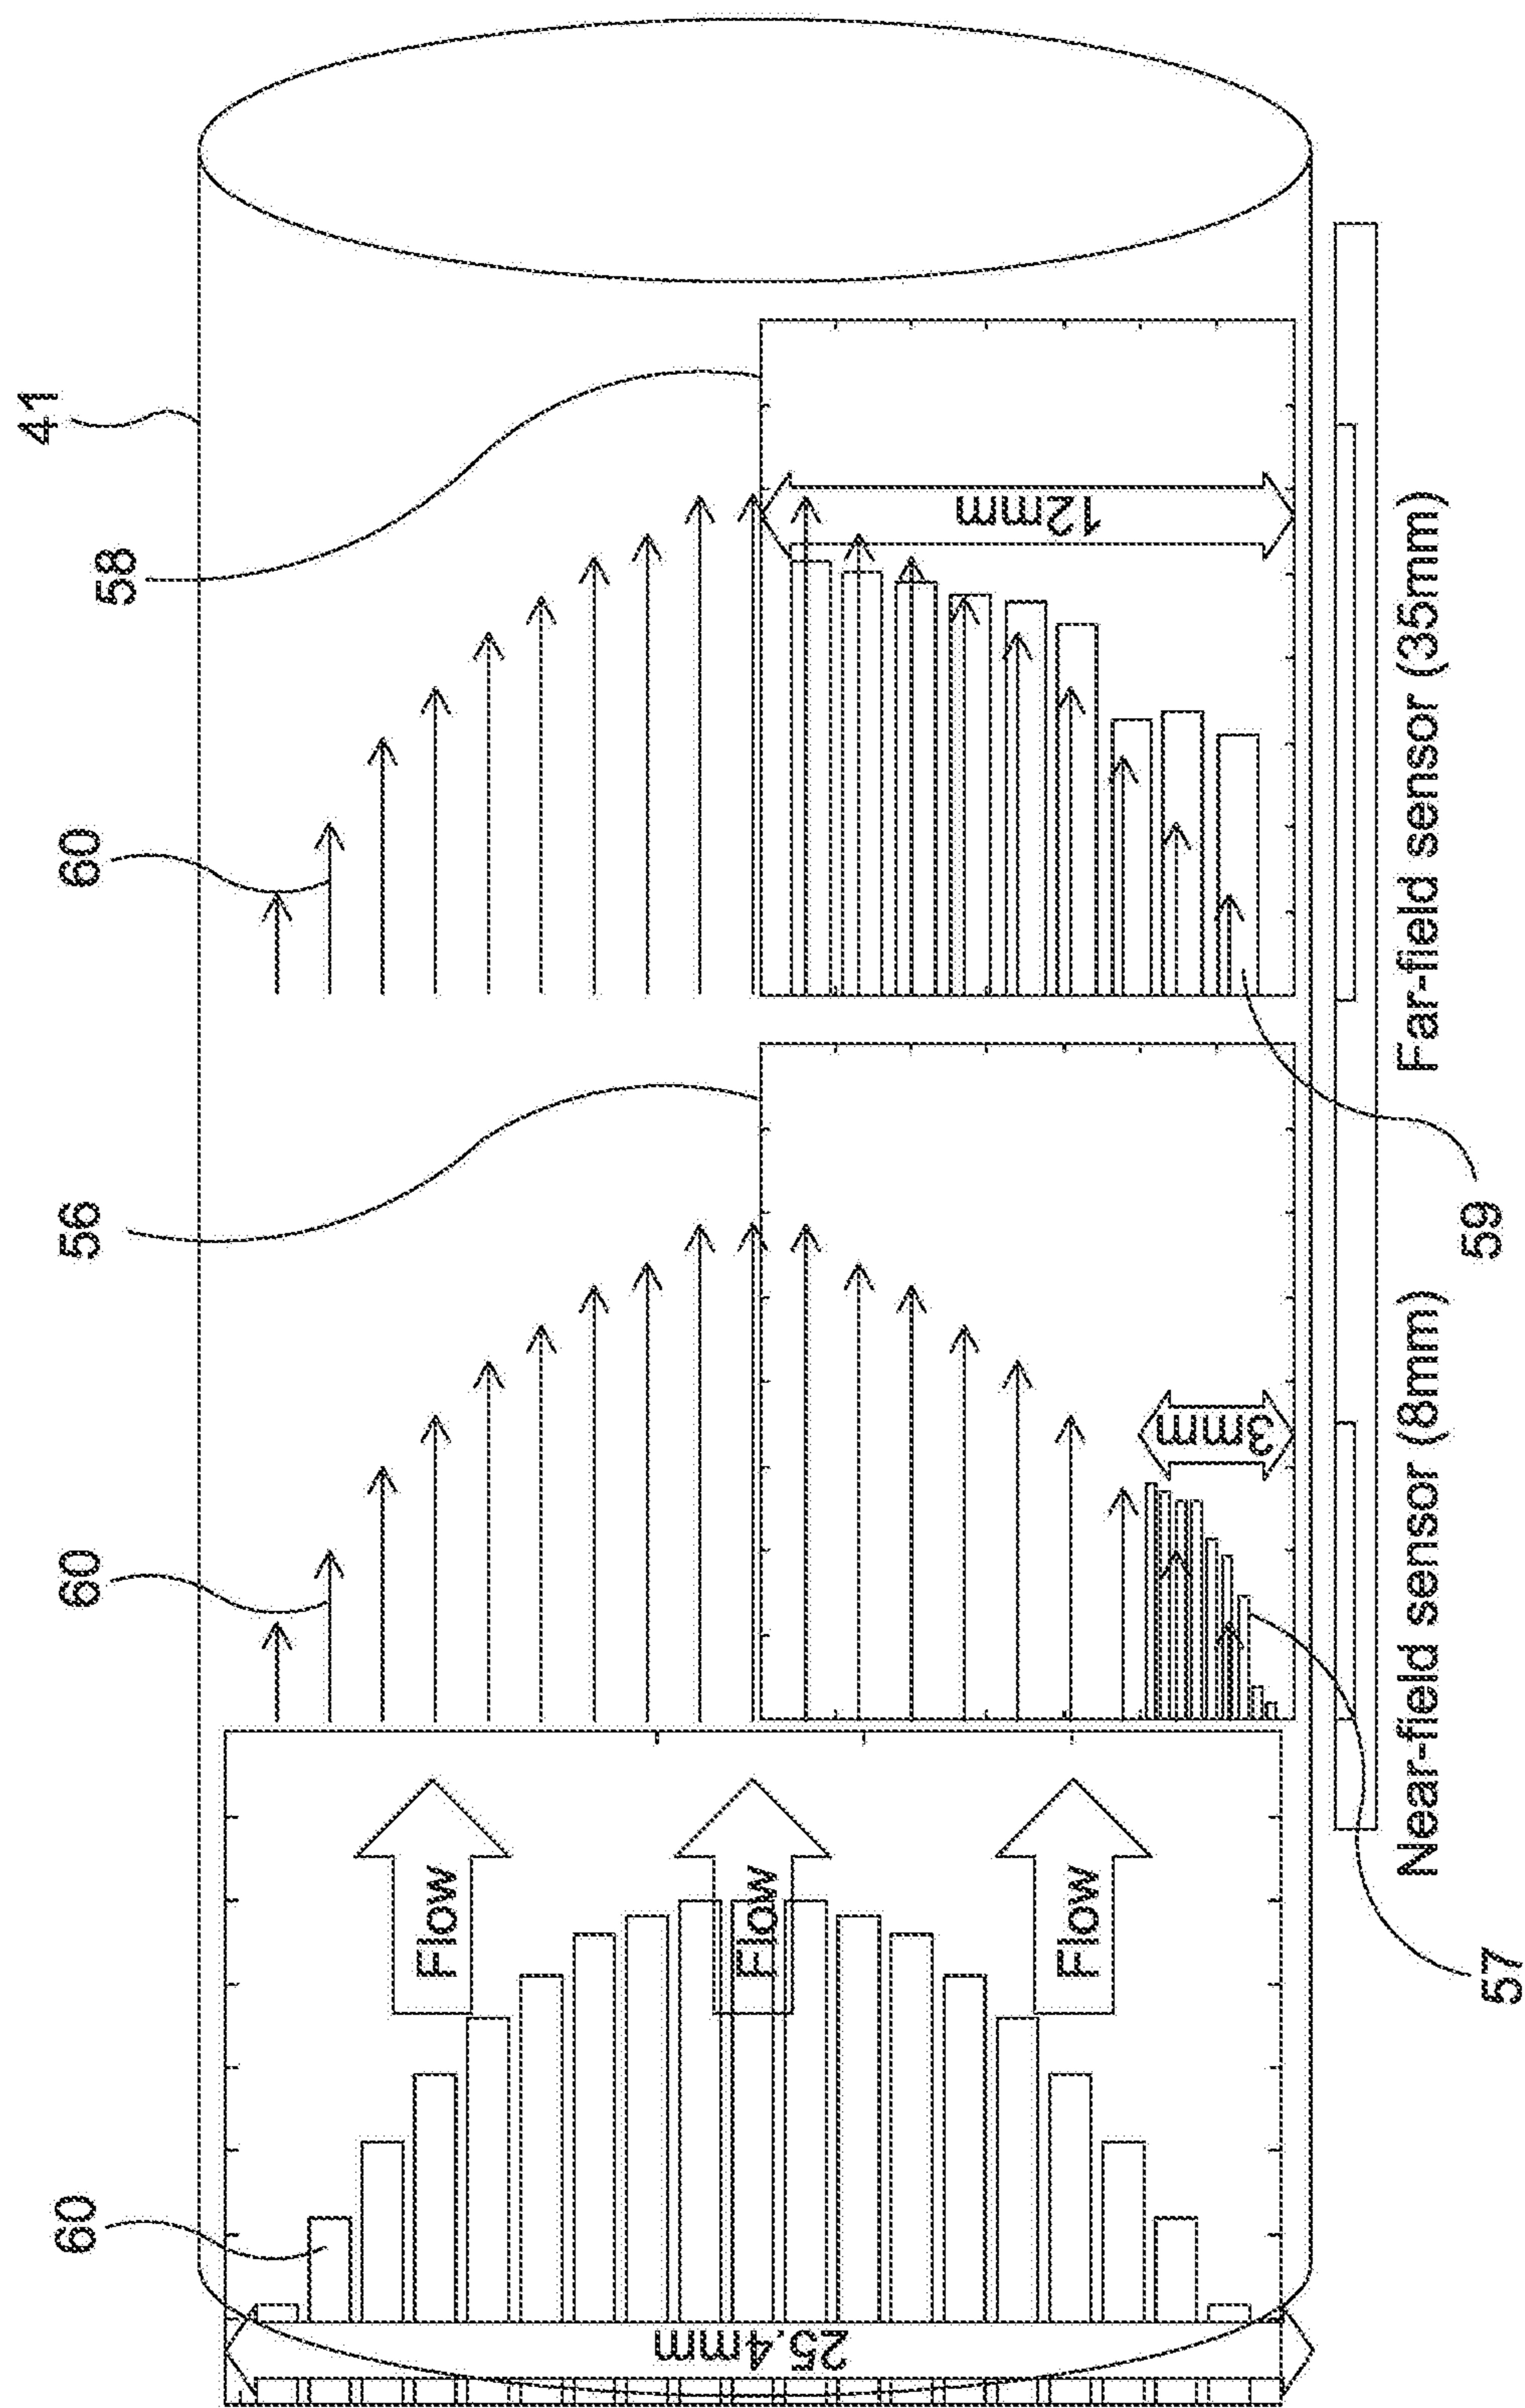 41
58
60
56
60
60
25.4mm
Flow
Flow
Flow
3mm
12mm
Near-field sensor (8mm)
Far-field sensor (35mm)
57
59